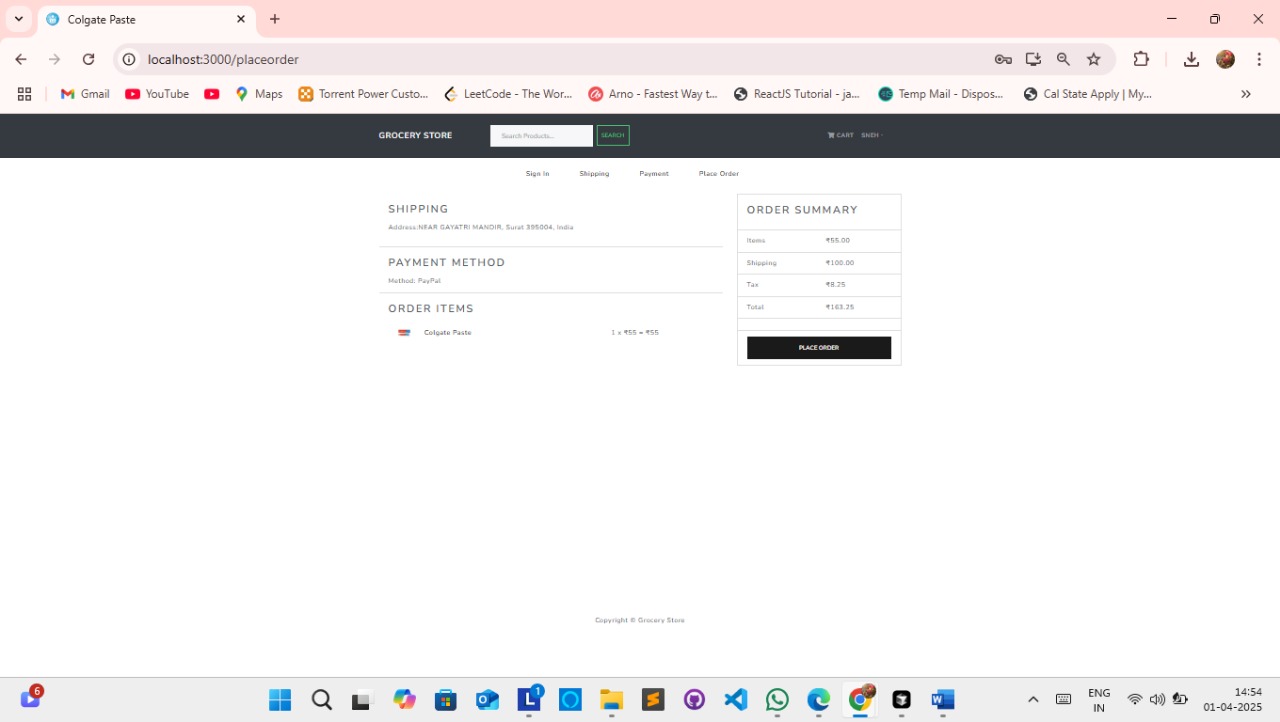 Colgate Paste
localhost:3000/placeorder
Gmail YouTube Maps Torrent Power Custo... LeetCode - The Wor... Arno - Fastest Way t... ReactJS Tutorial - ja... Temp Mail - Dispos... Cal State Apply | My...
GROCERY STORE Search Products... SEARCH CART SNEH
Sign In Shipping Payment Place Order
SHIPPING
Address:NEAR GAYATRI MANDIR, Surat 395004, India
PAYMENT METHOD
Method: PayPal
ORDER ITEMS
Colgate Paste 1 x ₹55 = ₹55
ORDER SUMMARY
Items ₹55.00
Shipping ₹100.00
Tax ₹8.25
Total ₹163.25
PLACE ORDER
Copyright © Grocery Store
6
1
ENG
IN
14:54
01-04-2025